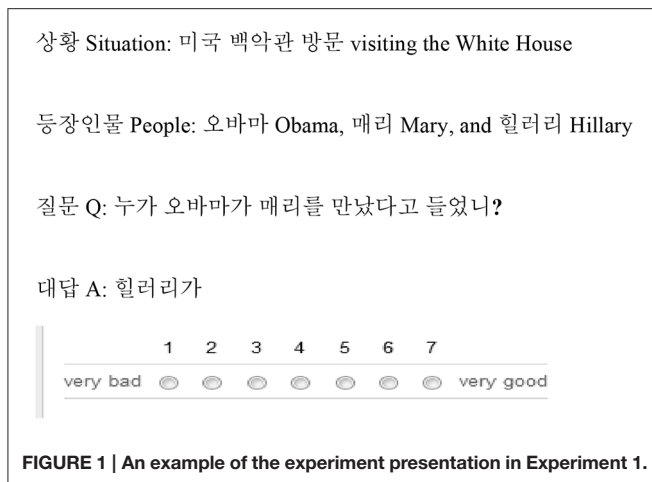 상황 Situation: 미국 백악관 방문 visiting the White House
등장인물 People: 오바마 Obama, 매리 Mary, and 힐러리 Hillary
질문 Q: 누가 오바마가 매리를 만났다고 들었니?
대답 A: 힐러리가
1 2 3 4 5 6 7
very bad very good
FIGURE 1 | An example of the experiment presentation in Experiment 1.